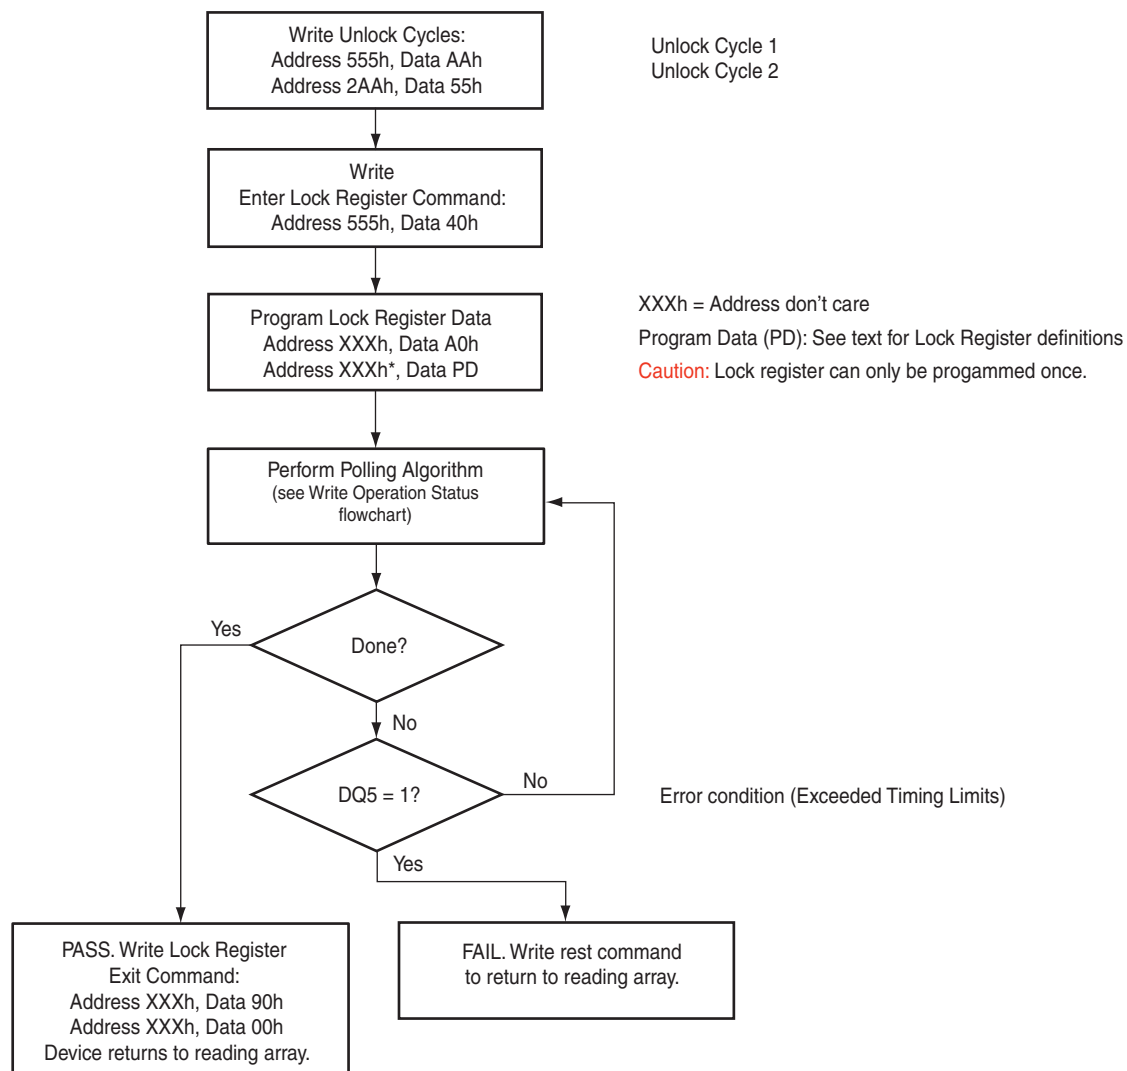 Write Unlock Cycles:
Address 555h, Data AAh
Address 2AAh, Data 55h
Unlock Cycle 1
Unlock Cycle 2
Write
Enter Lock Register Command:
Address 555h, Data 40h
Program Lock Register Data
Address XXXh, Data A0h
Address XXXh*, Data PD
XXXh = Address don't care
Program Data (PD): See text for Lock Register definitions
Caution: Lock register can only be progammed once.
Perform Polling Algorithm
(see Write Operation Status
flowchart)
Yes
Done?
No
DQ5 = 1?
No
Error condition (Exceeded Timing Limits)
Yes
PASS. Write Lock Register
Exit Command:
Address XXXh, Data 90h
Address XXXh, Data 00h
Device returns to reading array.
FAIL. Write rest command
to return to reading array.